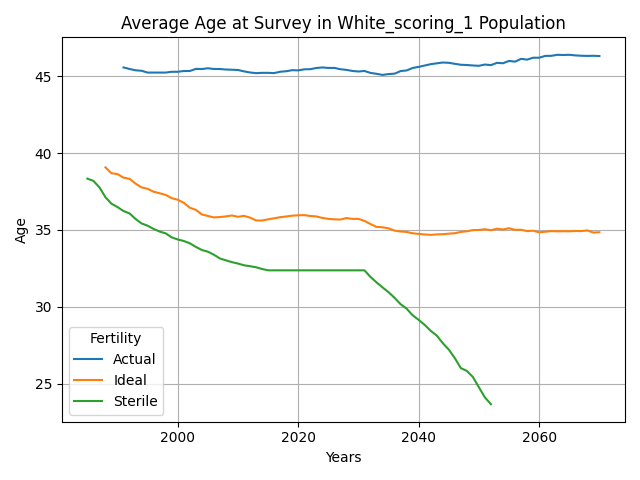 Average Age at Survey in White_scoring_1 Population
Age
45
40
35
30
25
Fertility
Actual
Ideal
Sterile
2000
2020
2040
2060
Years